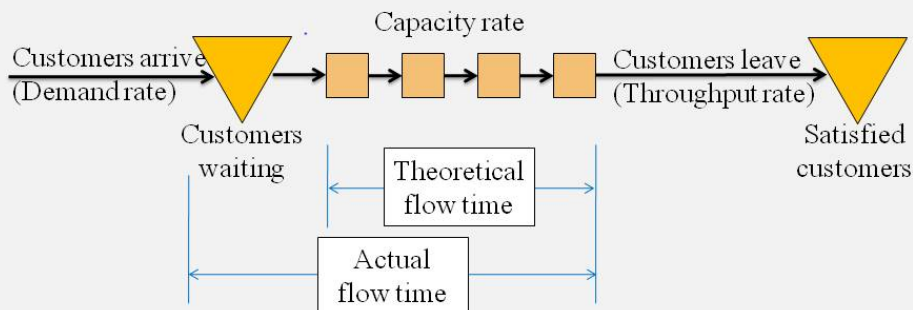 Capacity rate
Customers arrive
(Demand rate)
Customers leave
(Throughput rate)
Customers
waiting
Satisfied
customers
Theoretical
flow time
Actual
flow time